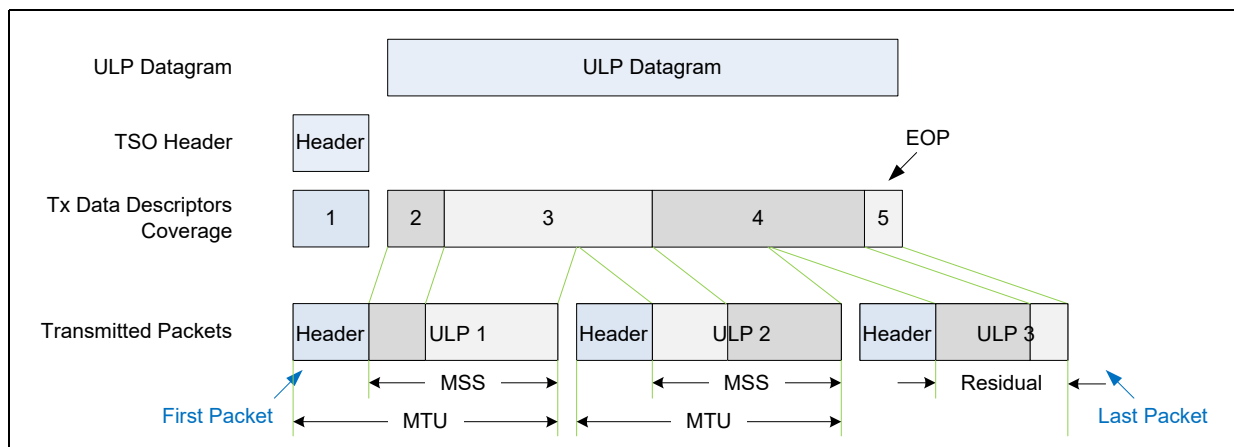 ULP Datagram
ULP Datagram
TSO Header
Header
EOP
Tx Data Descriptors
Coverage
1
2
3
4
5
Transmitted Packets
Header
ULP 1
Header
ULP 2
Header
ULP 3
MSS
MSS
Residual
First Packet
MTU
MTU
Last Packet